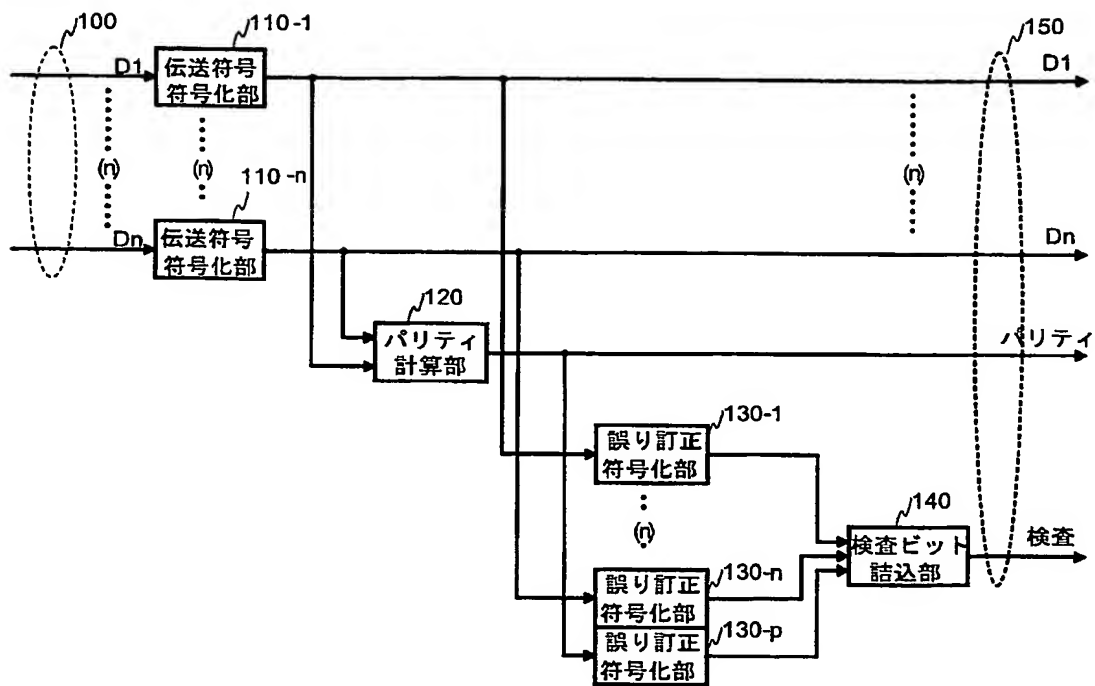 100
110-1
150
D1
伝送符号
符号化部
D1
(n)
(n)
(n)
110-n
Dn
伝送符号
符号化部
Dn
120
パリティ
計算部
パリティ
130-1
誤り訂正
符号化部
(n)
140
検査ビット
詰込部
検査
130-n
誤り訂正
符号化部
130-p
誤り訂正
符号化部